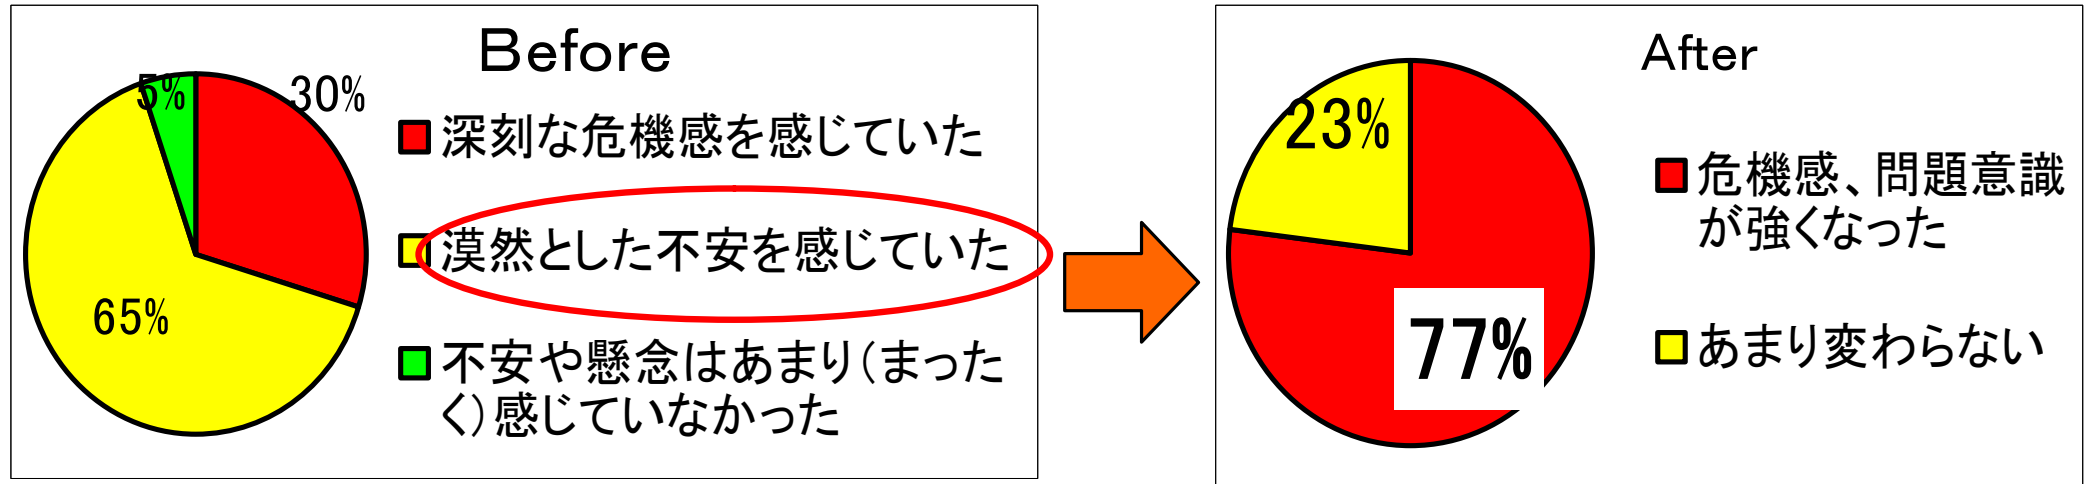 Before
5%
30%
65%
深刻な危機感を感じていた
漠然とした不安を感じていた
不安や懸念はあまり(まった
く)感じていなかった
After
23%
77%
危機感、問題意識
が強くなった
あまり変わらない